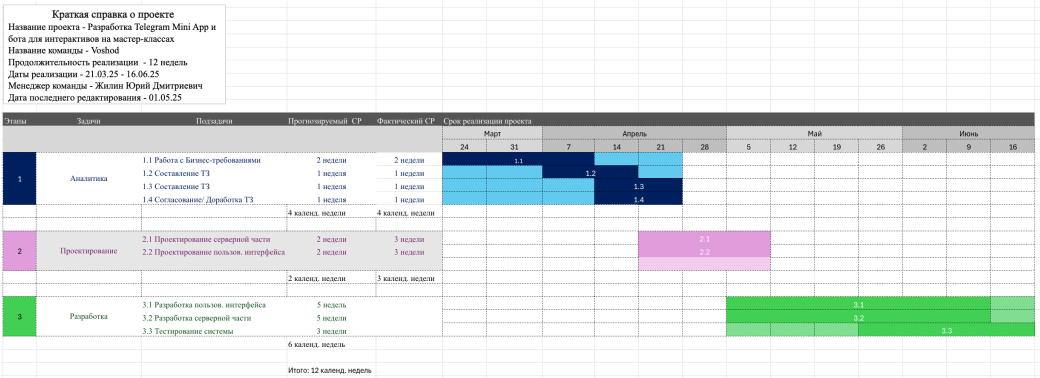 Краткая справка о проекте
Название проекта - Разработка Telegram Mini App и
бота для интерактивов на мастер-классах
Название команды - Voshod
Продолжительность реализации - 12 недель
Даты реализации - 21.03.25 - 16.06.25
Менеджер команды - Жилин Юрий Дмитриевич
Дата последнего редактирования - 01.05.25
Этапы Задачи Подзадачи Прогнозируемый СР Фактический СР Срок реализации проекта
Март Апрель Май Июнь
24 31 7 14 21 28 5 12 19 26 2 9 16
1 Аналитика
1.1 Работа с Бизнес-требованиями 2 недели 2 недели 1.1
1.2 Составление ТЗ 1 неделя 1 недели 1.2
1.3 Составление ТЗ 1 неделя 1 недели 1.3
1.4 Согласование/ Доработка ТЗ 1 неделя 1 недели 1.4
4 календ. недели 4 календ. недели
2 Проектирование
2.1 Проектирование серверной части 2 недели 3 недели 2.1
2.2 Проектирование пользов. интерфейса 2 недели 3 недели 2.2
2 календ. недели 3 календ. недели
3 Разработка
3.1 Разработка пользов. интерфейса 5 недель 3.1
3.2 Разработка серверной части 5 недель 3.2
3.3 Тестирование системы 3 недели 3.3
6 календ. недель
Итого: 12 календ. недель